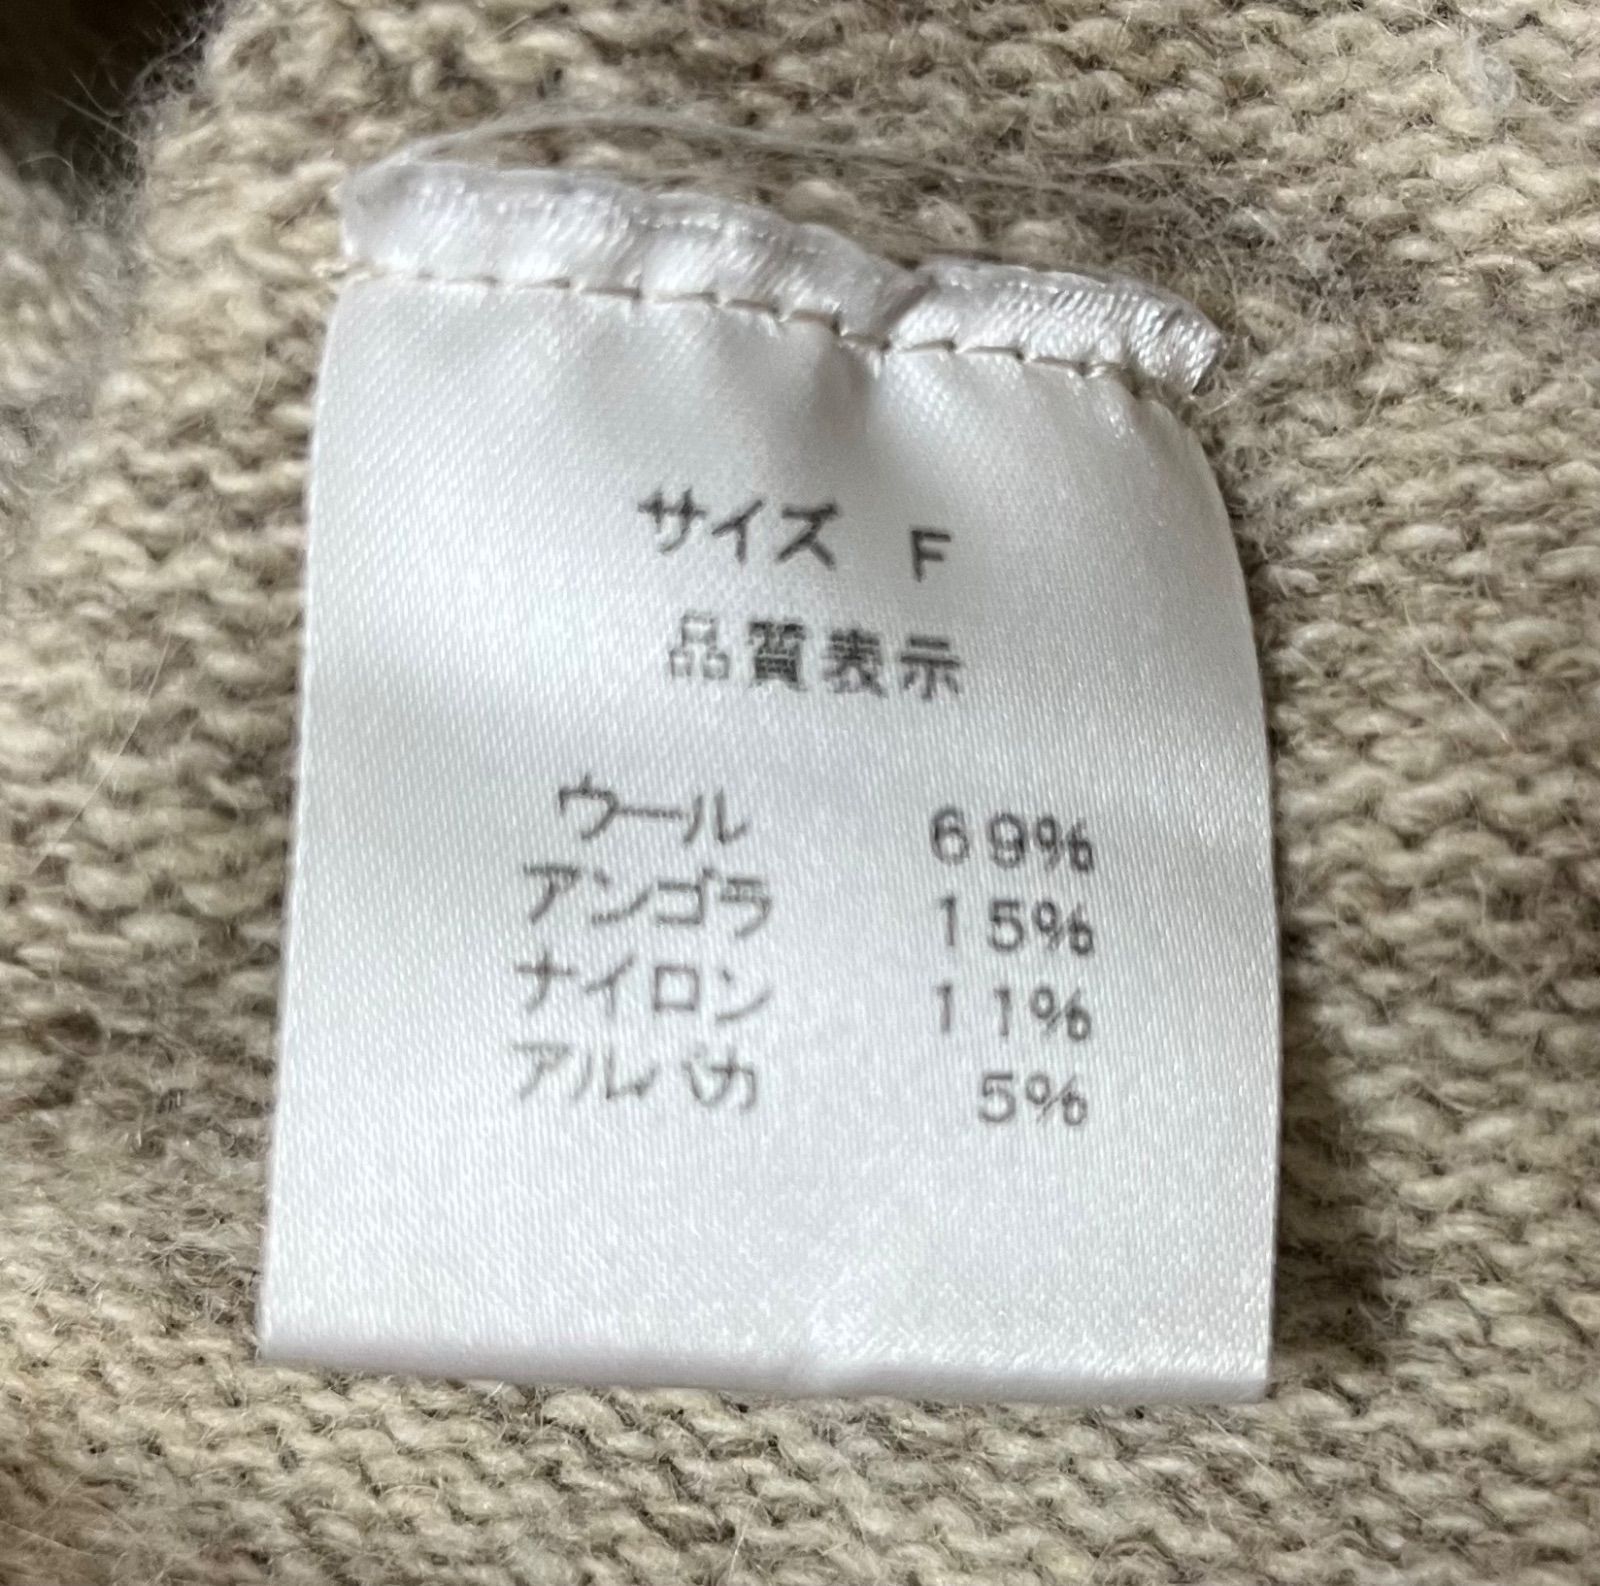 サイズ F
品質表示
ウール 69%
アンゴラ 15%
ナイロン 11%
アルパカ 5%